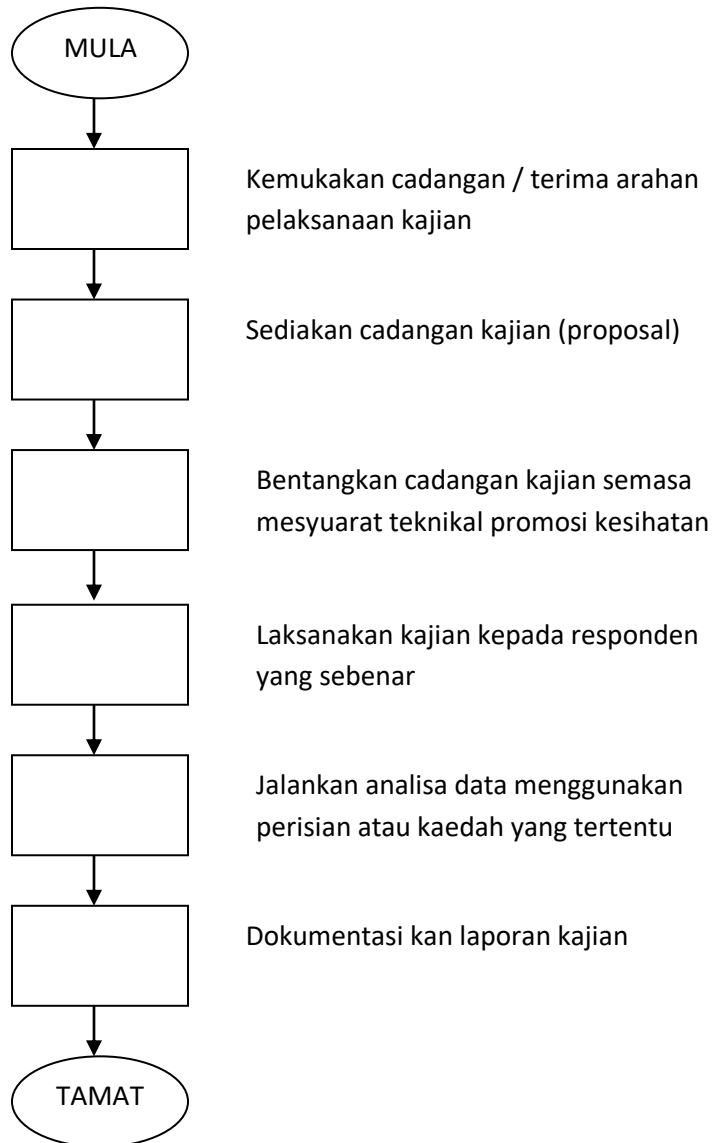 MULA
Kemukakan cadangan / terima arahan
pelaksanaan kajian
Sediakan cadangan kajian (proposal)
Bentangkan cadangan kajian semasa
mesyuarat teknikal promosi kesihatan
Laksanakan kajian kepada responden
yang sebenar
Jalankan analisa data menggunakan
perisian atau kaedah yang tertentu
Dokumentasi kan laporan kajian
TAMAT